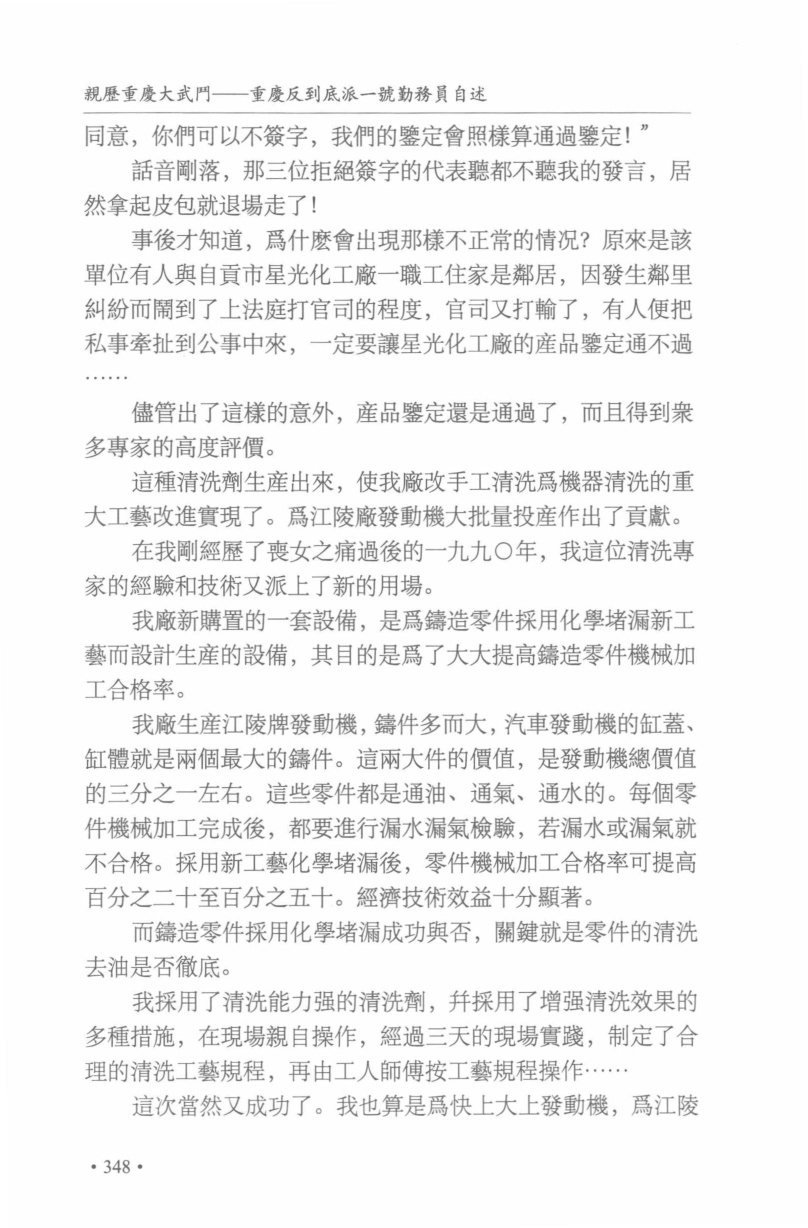 親歷重慶大武鬥——重慶反到底派一號勤務員自述
同意，你們可以不簽字，我們的鑒定會照樣算通過鑒定！”
話音剛落，那三位拒絕簽字的代表聽都不聽我的發言，居
然拿起皮包就退場走了！
事後才知道，爲什麽會出現那樣不正常的情况？原來是該
單位有人與自貢市星光化工廠一職工住家是鄰居，因發生鄰里
糾紛而鬧到了上法庭打官司的程度，官司又打輸了，有人便把
私事牽扯到公事中來，一定要讓星光化工廠的産品鑒定通不過
……
儘管出了這樣的意外，産品鑒定還是通過了，而且得到衆
多專家的高度評價。
這種清洗劑生産出來，使我廠改手工清洗爲機器清洗的重
大工藝改進實現了。爲江陵廠發動機大批量投産作出了貢獻。
在我剛經歷了喪女之痛過後的一九九〇年，我這位清洗專
家的經驗和技術又派上了新的用場。
我廠新購置的一套設備，是爲鑄造零件採用化學堵漏新工
藝而設計生産的設備，其目的是爲了大大提高鑄造零件機械加
工合格率。
我廠生産江陵牌發動機，鑄件多而大，汽車發動機的缸蓋、
缸體就是兩個最大的鑄件。這兩大件的價值，是發動機總價值
的三分之一左右。這些零件都是通油、通氣、通水的。每個零
件機械加工完成後，都要進行漏水漏氣檢驗，若漏水或漏氣就
不合格。採用新工藝化學堵漏後，零件機械加工合格率可提高
百分之二十至百分之五十。經濟技術效益十分顯著。
而鑄造零件採用化學堵漏成功與否，關鍵就是零件的清洗
去油是否徹底。
我採用了清洗能力强的清洗劑，幷採用了增强清洗效果的
多種措施，在現場親自操作，經過三天的現場實踐，制定了合
理的清洗工藝規程，再由工人師傅按工藝規程操作……
這次當然又成功了。我也算是爲快上大上發動機，爲江陵
·348·